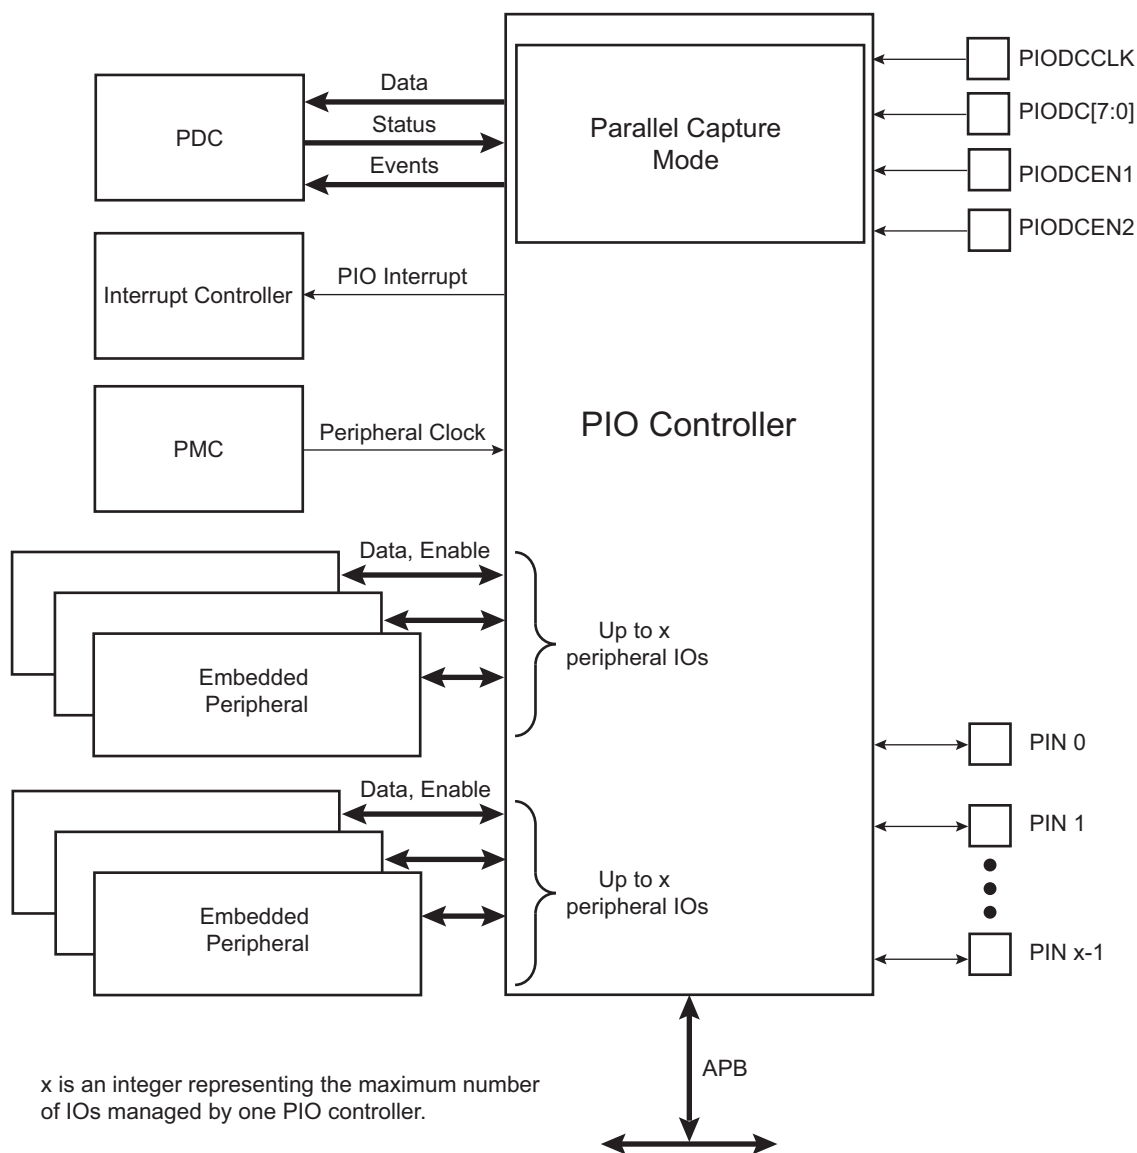 PIODCCLK
Data
PDC
Status
Events
Parallel Capture
Mode
PIODC[7:0]
PIODCEN1
PIODCEN2
PIO Interrupt
Interrupt Controller
PIO Controller
Peripheral Clock
PMC
Data, Enable
Up to x
peripheral IOs
Embedded
Peripheral
PIN 0
Data, Enable
PIN 1
Up to x
peripheral IOs
Embedded
Peripheral
PIN x-1
APB
x is an integer representing the maximum number
of IOs managed by one PIO controller.